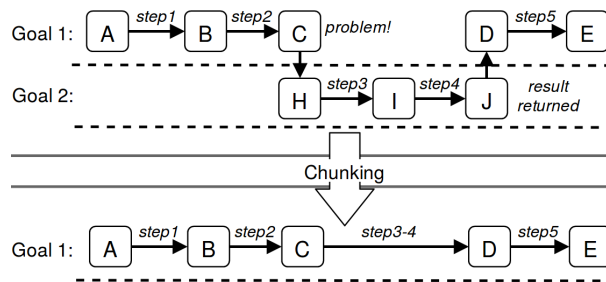 step1 step2 step5
Goal 1: A B C problem! D E
step3 step4
Goal 2: H I J result
returned
Chunking
step1 step2 step3-4 step5
Goal 1: A B C D E